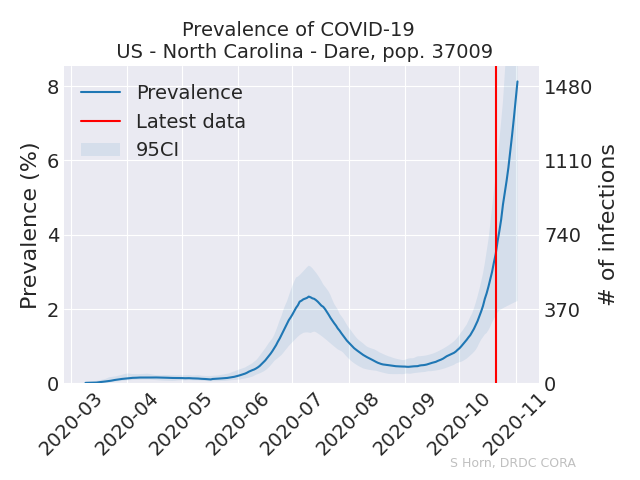 Prevalence of COVID-19
US - North Carolina - Dare, pop. 37009
Prevalence
Latest data
95CI
Prevalence (%)
8
6
4
2
0
1480
1110
740
370
0
# of infections
2020-03
2020-04
2020-05
2020-06
2020-07
2020-08
2020-09
2020-10
2020-11
S Horn, DRDC CORA